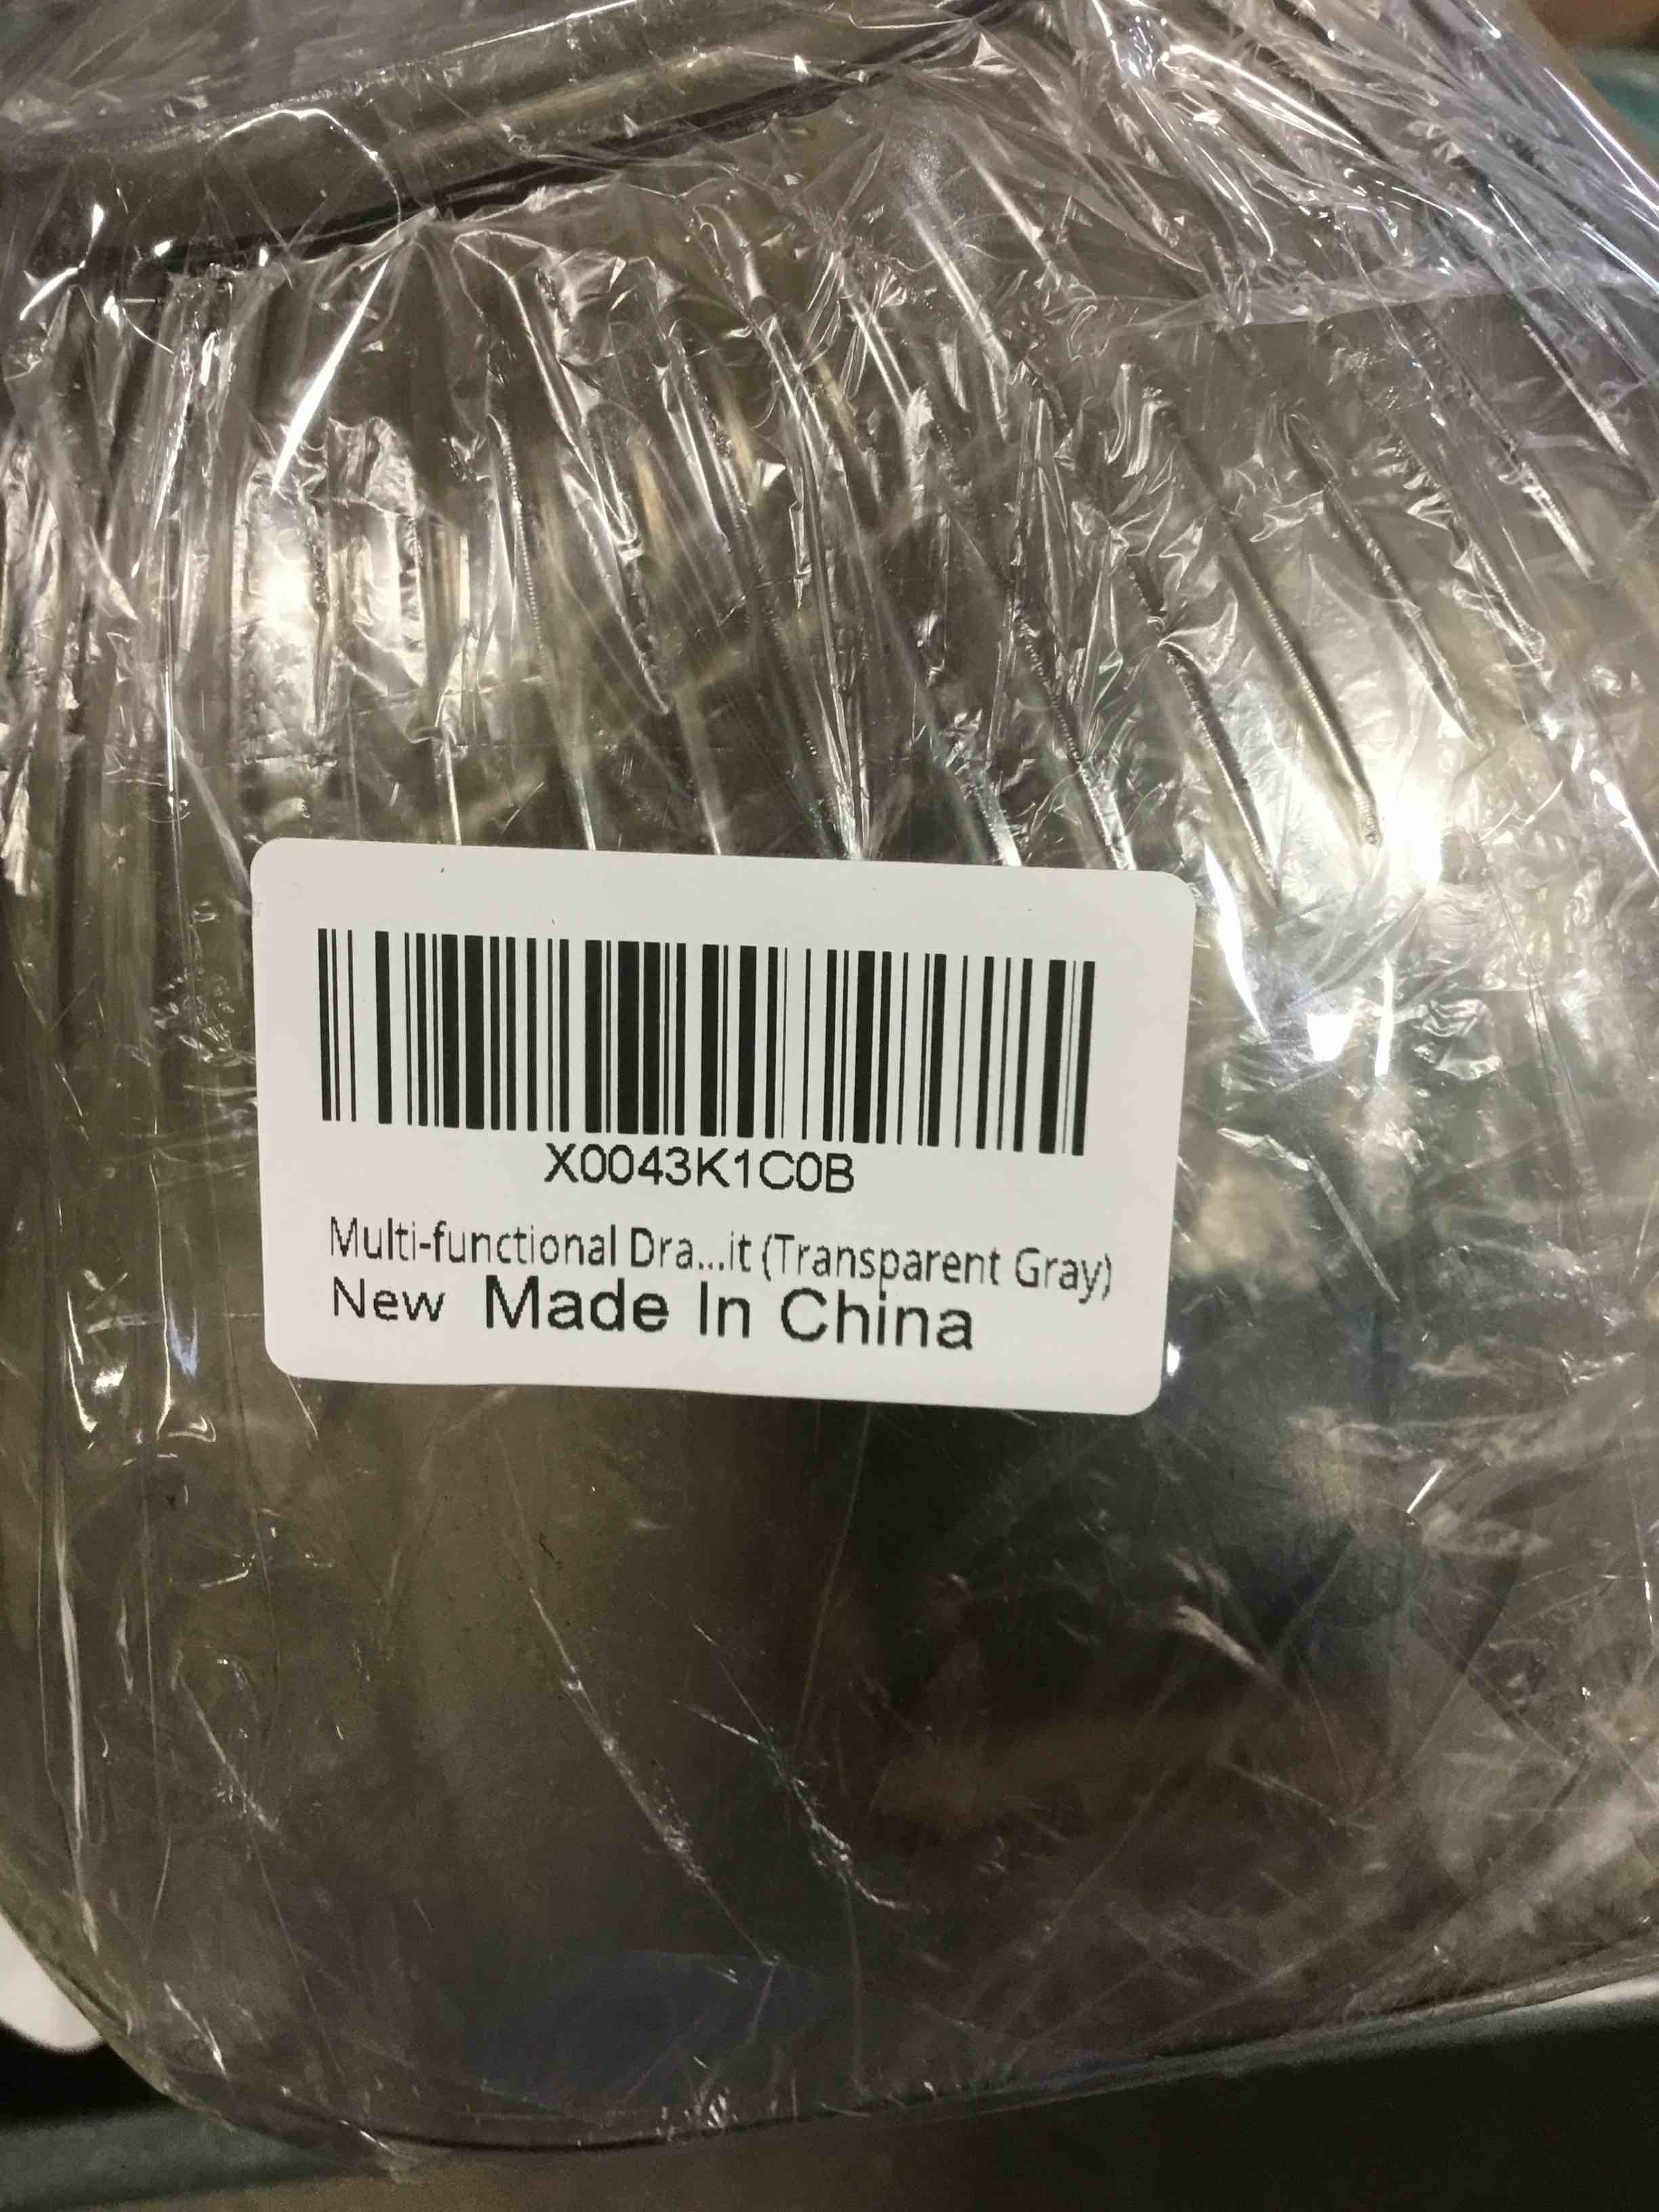 X0043K1C0B
Multi-functional Dra...it (Transparent Gray)
New Made In China